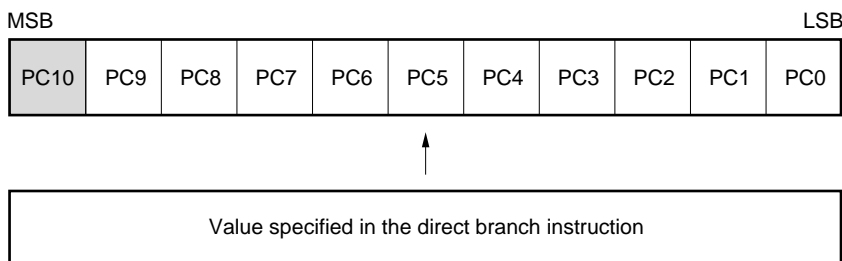 MSB LSB
PC10 PC9 PC8 PC7 PC6 PC5 PC4 PC3 PC2 PC1 PC0
Value specified in the direct branch instruction